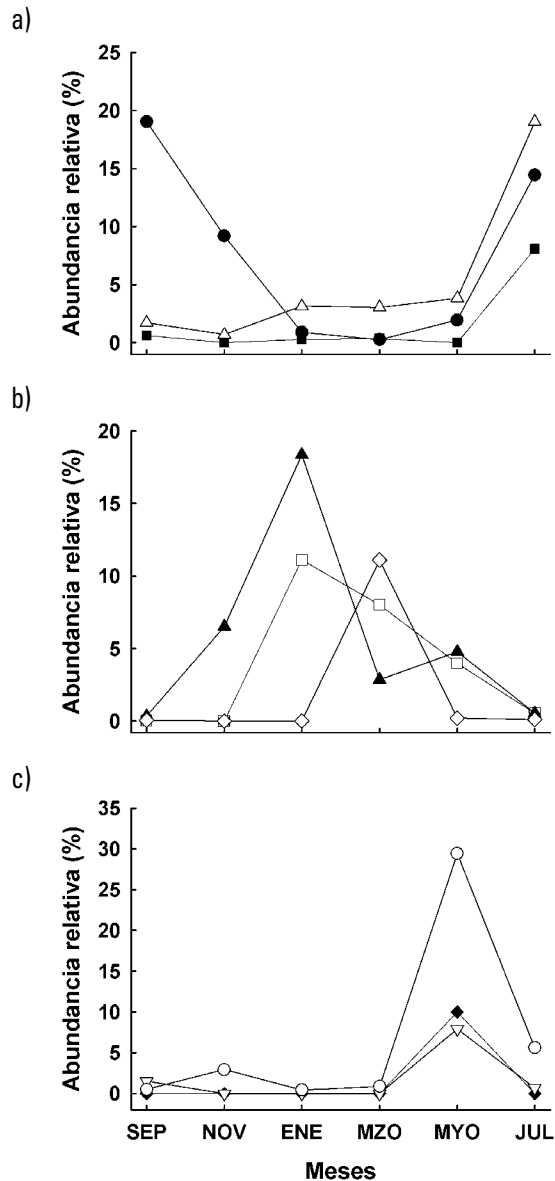 a)
25
20
15
10
5
0
Abundancia relativa (%)
b)
20
15
10
5
0
Abundancia relativa (%)
c)
35
30
25
20
15
10
5
0
Abundancia relativa (%)
SEP NOV ENE MZO MYO JUL
Meses